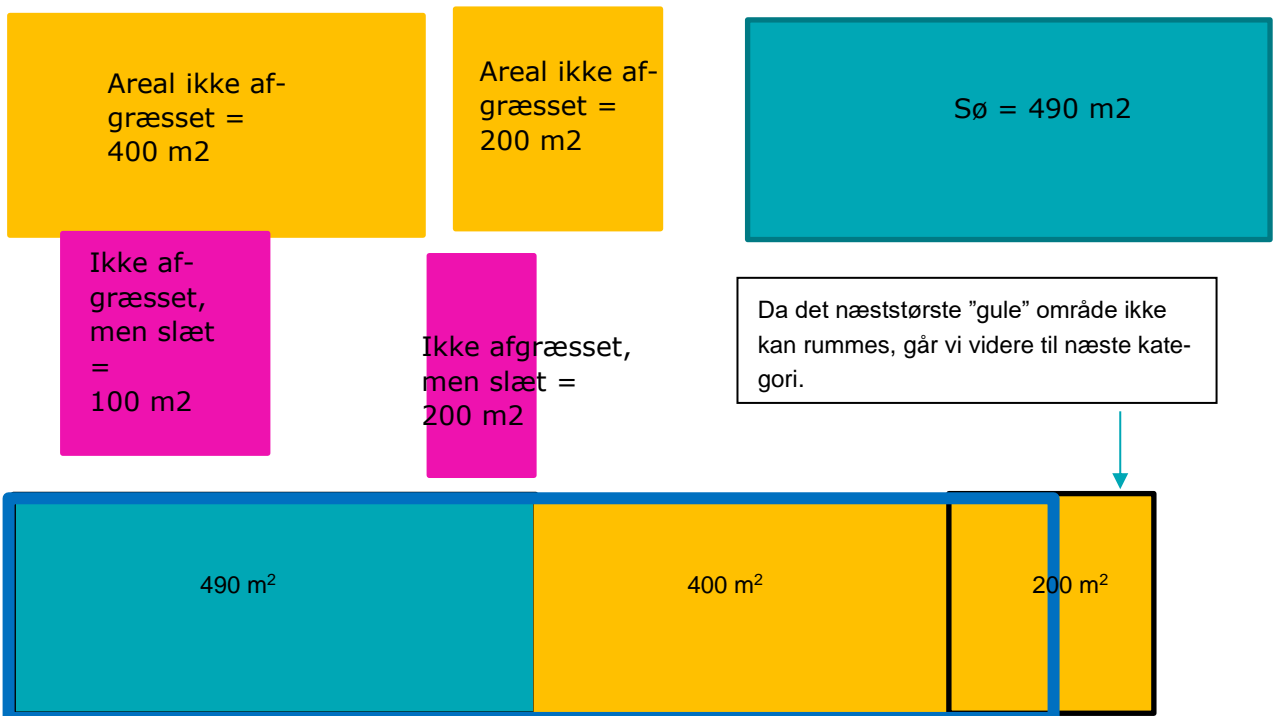 Areal ikke af-
græsset =
400 m2
Areal ikke af-
græsset =
200 m2
Sø = 490 m2
Ikke af-
græsset,
men slæt
=
100 m2
Ikke afgræsset,
men slæt =
200 m2
Da det næststørste ”gule” område ikke
kan rummes, går vi videre til næste kate-
gori.
490 m²
400 m²
200 m²